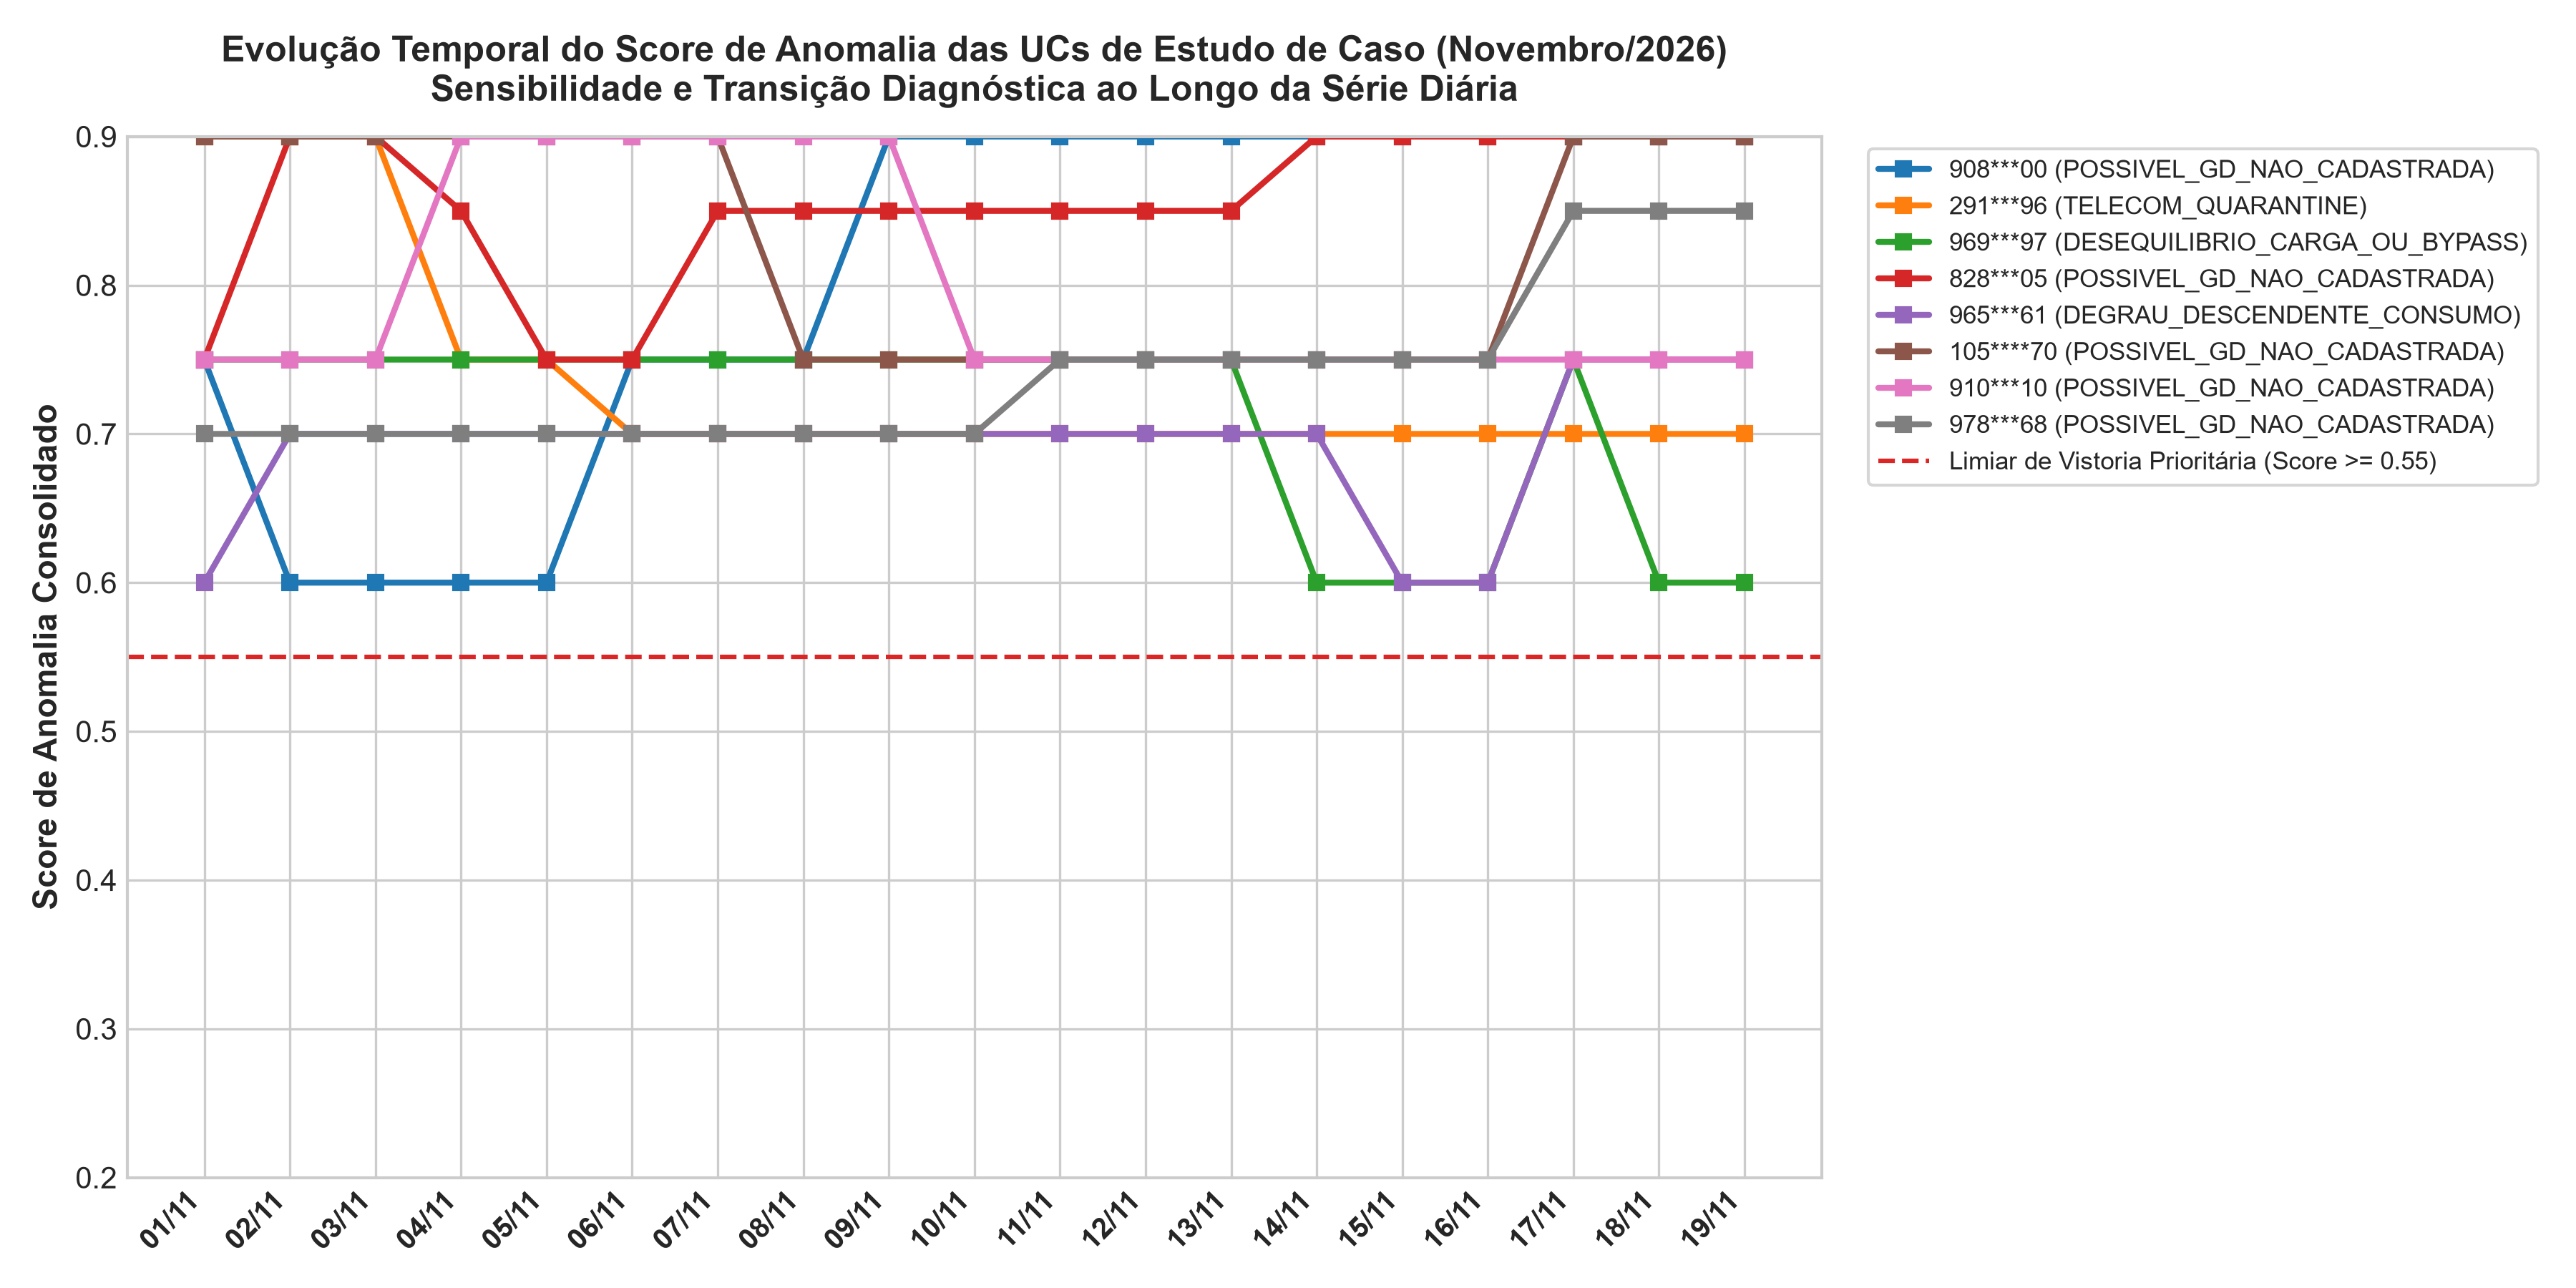 Evolução Temporal do Score de Anomalia das UCs de Estudo de Caso (Novembro/2026)
Sensibilidade e Transição Diagnóstica ao Longo da Série Diária
Score de Anomalia Consolidado
0.9
0.8
0.7
0.6
0.5
0.4
0.3
0.2
01/11
02/11
03/11
04/11
05/11
06/11
07/11
08/11
09/11
10/11
11/11
12/11
13/11
14/11
15/11
16/11
17/11
18/11
19/11
908***00 (POSSIVEL_GD_NAO_CADASTRADA)
291***96 (TELECOM_QUARANTINE)
969***97 (DESEQUILIBRIO_CARGA_OU_BYPASS)
828***05 (POSSIVEL_GD_NAO_CADASTRADA)
965***61 (DEGRAU_DESCENDENTE_CONSUMO)
105****70 (POSSIVEL_GD_NAO_CADASTRADA)
910***10 (POSSIVEL_GD_NAO_CADASTRADA)
978***68 (POSSIVEL_GD_NAO_CADASTRADA)
Limiar de Vistoria Prioritária (Score >= 0.55)